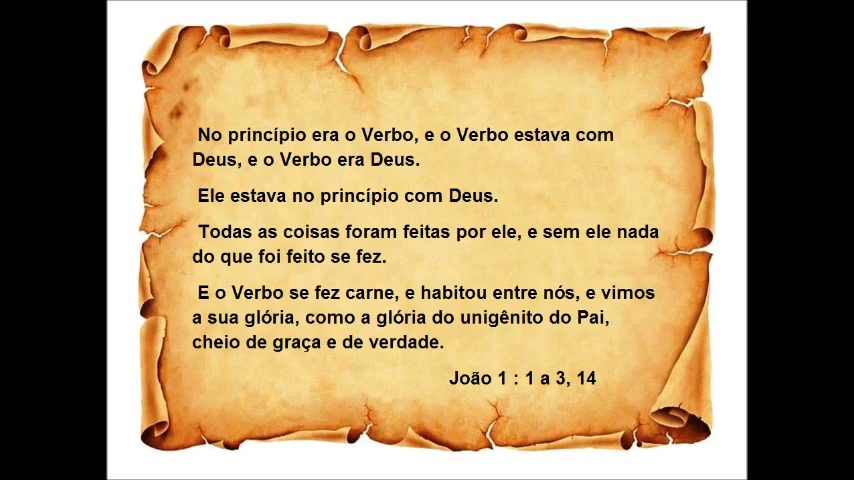 No princípio era o Verbo, e o Verbo estava com
Deus, e o Verbo era Deus.
Ele estava no princípio com Deus.
Todas as coisas foram feitas por ele, e sem ele nada
do que foi feito se fez.
E o Verbo se fez carne, e habitou entre nós, e vimos
a sua glória, como a glória do unigênito do Pai,
cheio de graça e de verdade.
João 1 : 1 a 3, 14